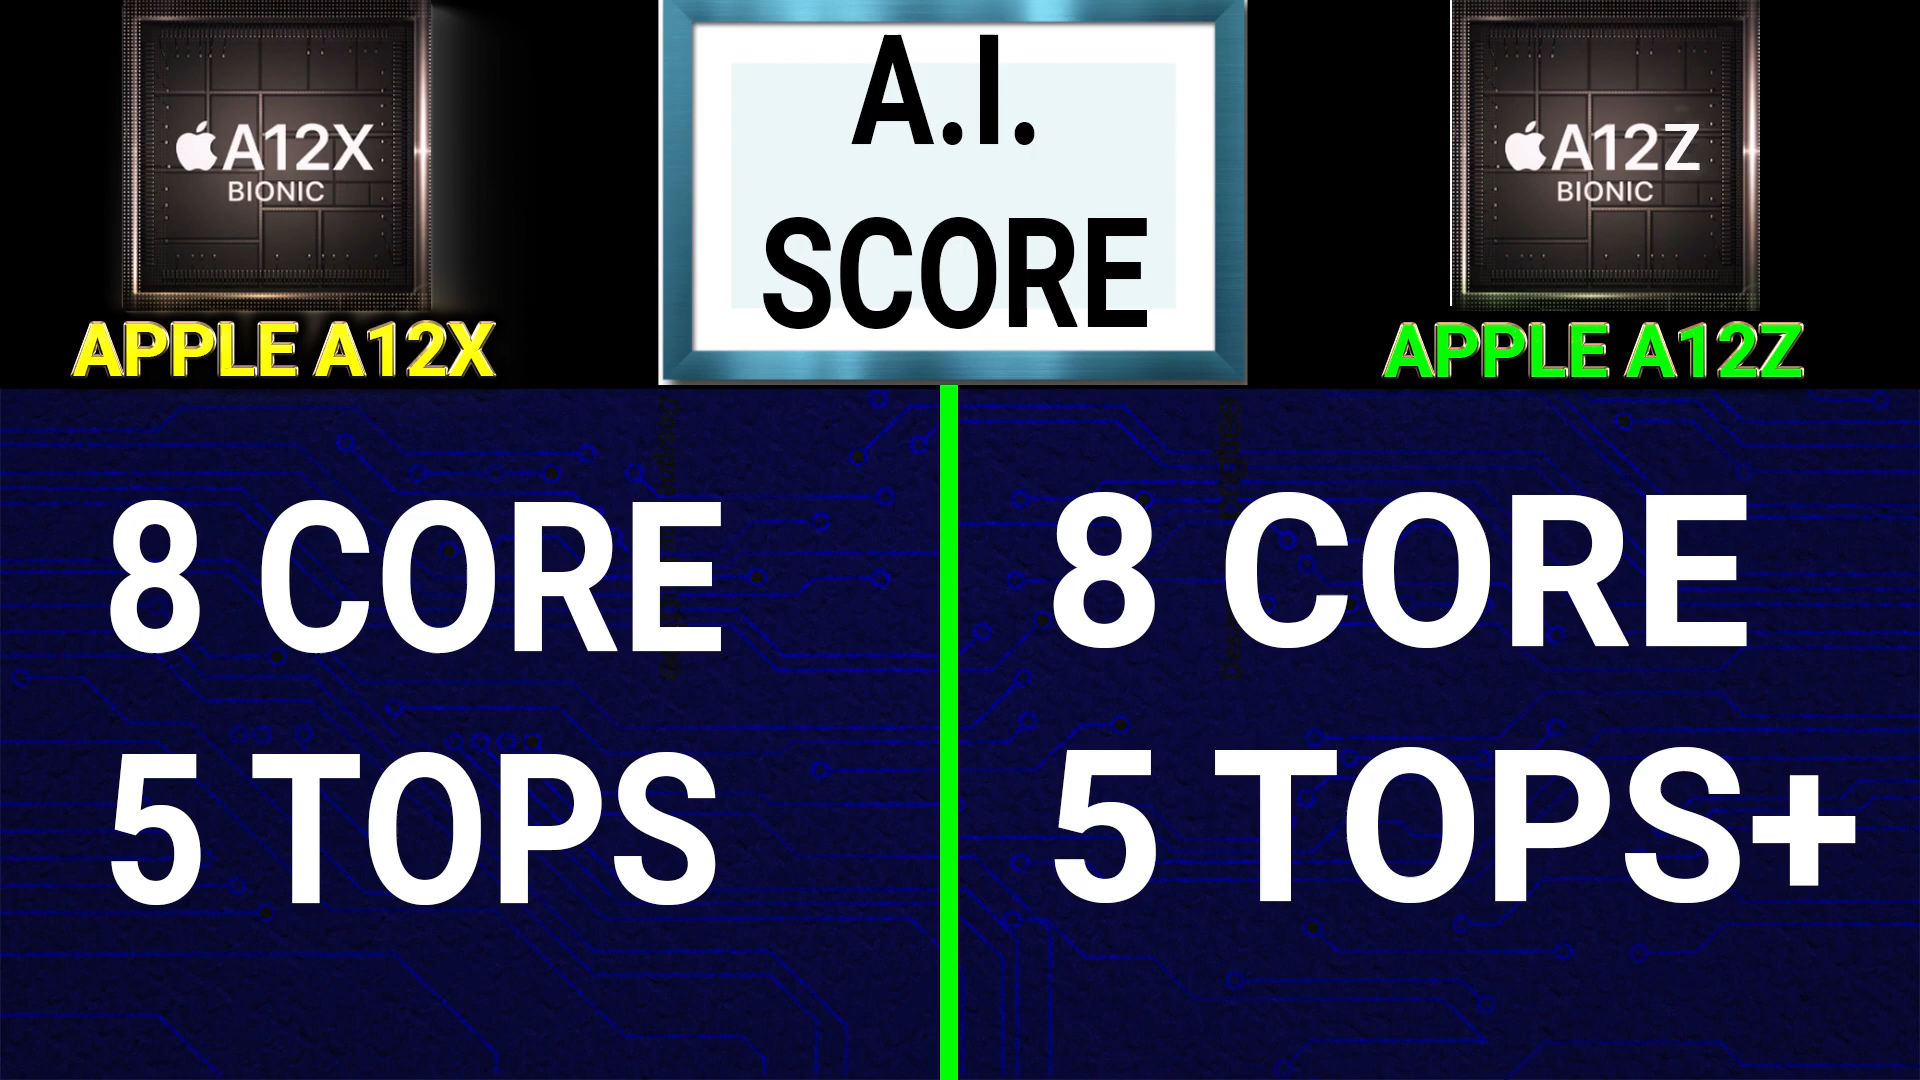 A12X
BIONIC
APPLE A12X
A.I.
SCORE
A12Z
BIONIC
APPLE A12Z
8 CORE
5 TOPS
8 CORE
5 TOPS+